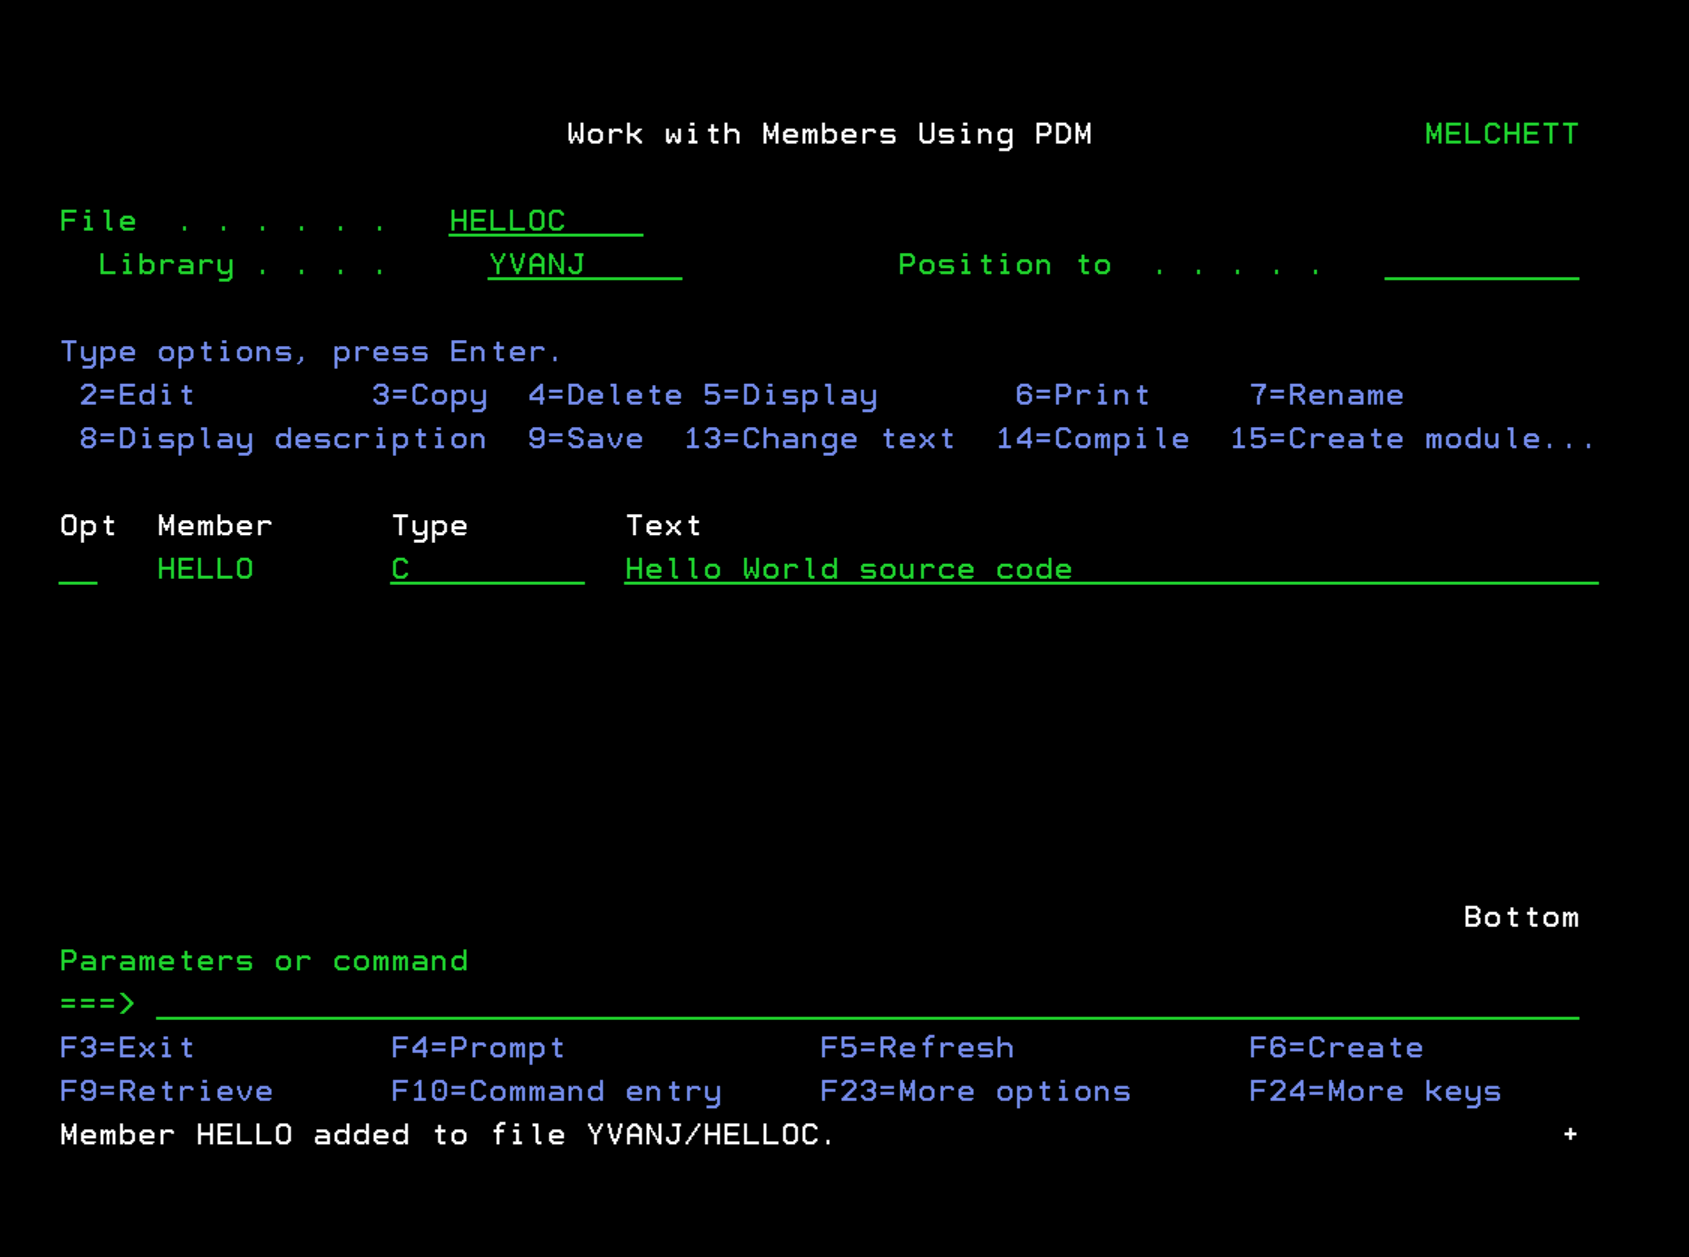 Work with Members Using PDM MELCHETT
File . . . . . . HELLOC
Library . . . . YVANJ Position to . . . . .
Type options, press Enter.
2=Edit 3=Copy 4=Delete 5=Display 6=Print 7=Rename
8=Display description 9=Save 13=Change text 14=Compile 15=Create module...
Opt Member Type Text
HELLO C Hello World source code
Bottom
Parameters or command
===>
F3=Exit F4=Prompt F5=Refresh F6=Create
F9=Retrieve F10=Command entry F23=More options F24=More keys
Member HELLO added to file YVANJ/HELLOC. +